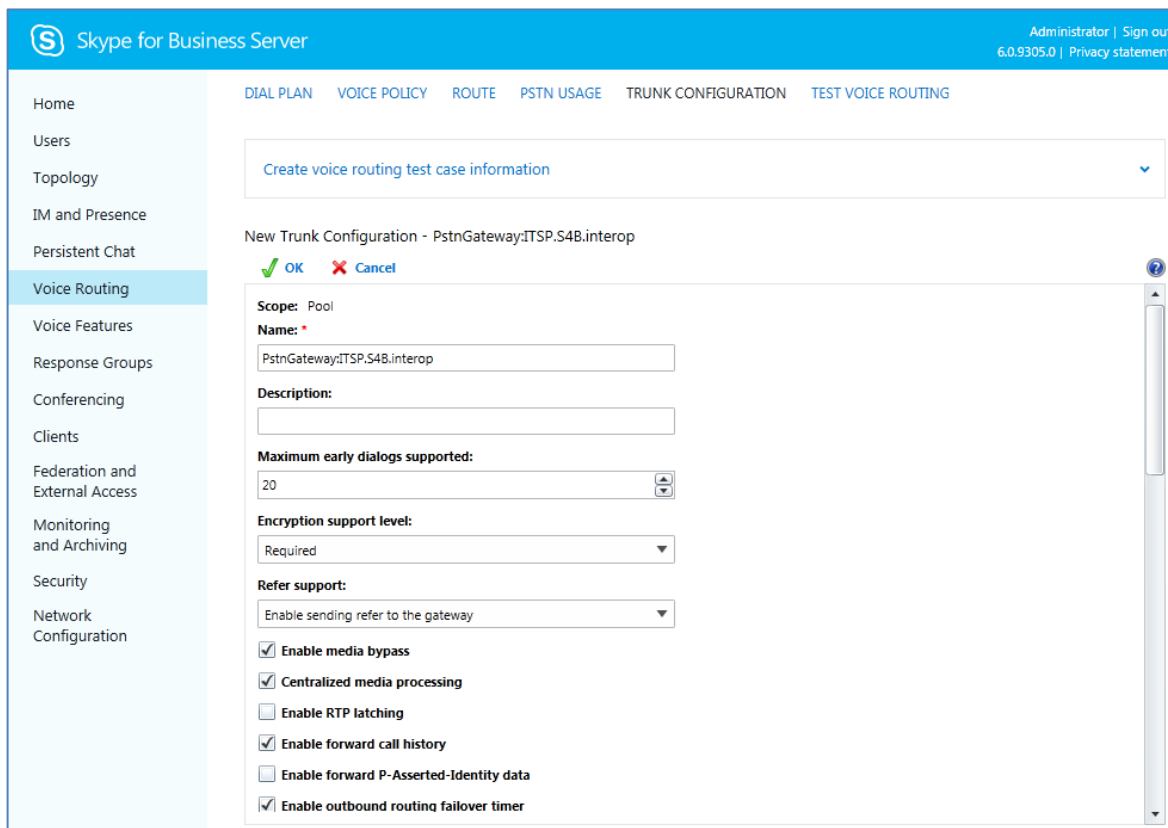 Skype for Business Server
Administrator | Sign out
6.0.9305.0 | Privacy statement
Home
Users
Topology
IM and Presence
Persistent Chat
Voice Routing
Voice Features
Response Groups
Conferencing
Clients
Federation and
External Access
Monitoring
and Archiving
Security
Network
Configuration
DIAL PLAN VOICE POLICY ROUTE PSTN USAGE TRUNK CONFIGURATION TEST VOICE ROUTING
Create voice routing test case information
New Trunk Configuration - PstnGateway:ITSP.S4B.interop
OK Cancel
Scope: Pool
Name: *
PstnGateway:ITSP.S4B.interop
Description:
Maximum early dialogs supported:
20
Encryption support level:
Required
Refer support:
Enable sending refer to the gateway
Enable media bypass
Centralized media processing
Enable RTP latching
Enable forward call history
Enable forward P-Asserted-Identity data
Enable outbound routing failover timer